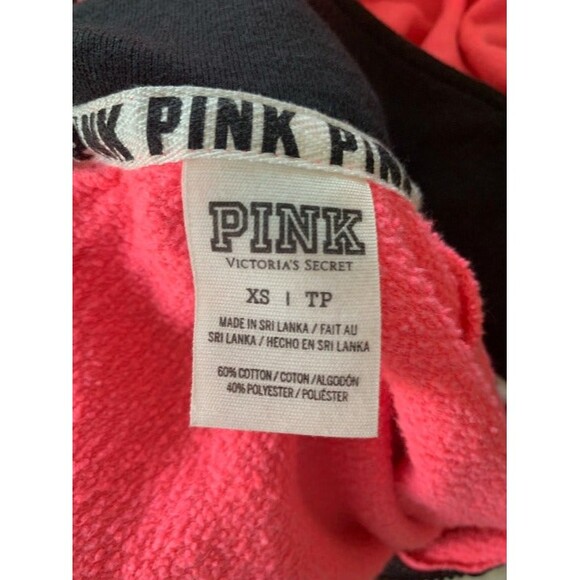 PINK PINK PINK
PINK
VICTORIA'S SECRET
XS | TP
MADE IN SRI LANKA / FAIT AU
SRI LANKA / HECHO EN SRI LANKA
60% COTTON / COTON / ALGODÓN
40% POLYESTER / POLIÉSTER